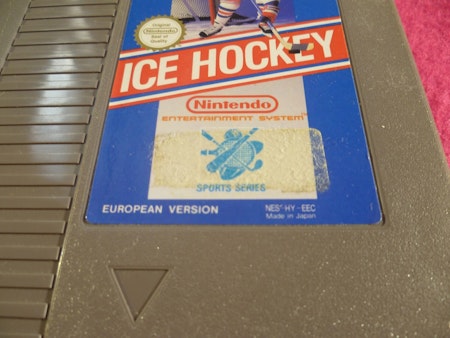 Original
Nintendo
Seal of
Quality
ICE HOCKEY
Nintendo
ENTERTAINMENT SYSTEM
SPORTS SERIES
EUROPEAN VERSION
NES-HY-EEC
Made in Japan